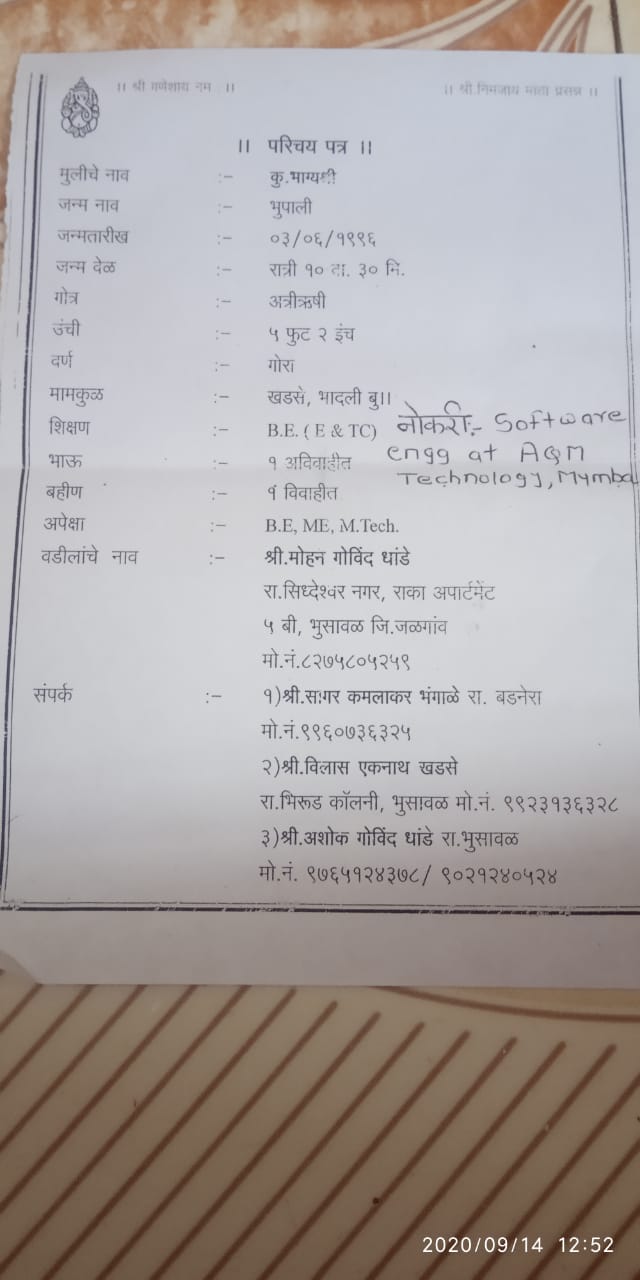 ॥ श्री गणेशाय नम : ॥
॥ श्री.निमजाय माता प्रसन्न ॥
॥ परिचय पत्र ॥
मुलीचे नाव :- कु.भाग्यश्री
जन्म नाव :- भुपाली
जन्मतारीख :- ०३/०६/१९९६
जन्म वेळ :- रात्री १० वा. ३० मि.
गोत्र :- अत्रीऋषी
उंची :- ५ फुट २ इंच
वर्ण :- गोरा
मामकुळ :- खडसे, भादली बु॥
शिक्षण :- B.E. ( E & TC) नोकरी:- Software
भाऊ :- १ अविवाहीत engg at AQM
Technology, Mumbai
बहीण :- १ विवाहीत
अपेक्षा :- B.E, ME, M.Tech.
वडीलांचे नाव :- श्री.मोहन गोविंद धांडे
रा.सिध्देश्वर नगर, राका अपार्टमेंट
५ बी, भुसावळ जि.जळगांव
मो.नं.८२७५८०५२५९
संपर्क :- १)श्री.सागर कमलाकर भंगाळे रा. बडनेरा
मो.नं.९९६०७३६३२५
२)श्री.विलास एकनाथ खडसे
रा.भिरूड कॉलनी, भुसावळ मो.नं. ९९२३१३६३२८
३)श्री.अशोक गोविंद धांडे रा.भुसावळ
मो.नं. ९७६५१२४३७८/ ९०२१२४०५२४
2020/09/14 12:52